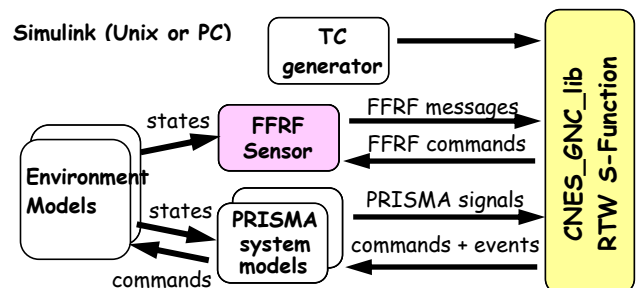 Simulink (Unix or PC)
TC
generator
states
FFRF
Sensor
FFRF messages
FFRF commands
Environment
Models
states
PRISMA
system
models
commands
PRISMA signals
commands + events
CNES_GNC_lib
RTW S-Function